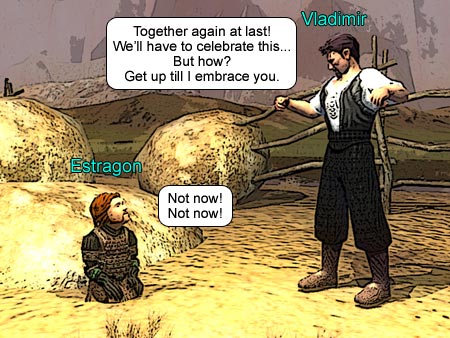 Vladimir
Together again at last!
We'll have to celebrate this...
But how?
Get up till I embrace you.
Estragon
Not now!
Not now!